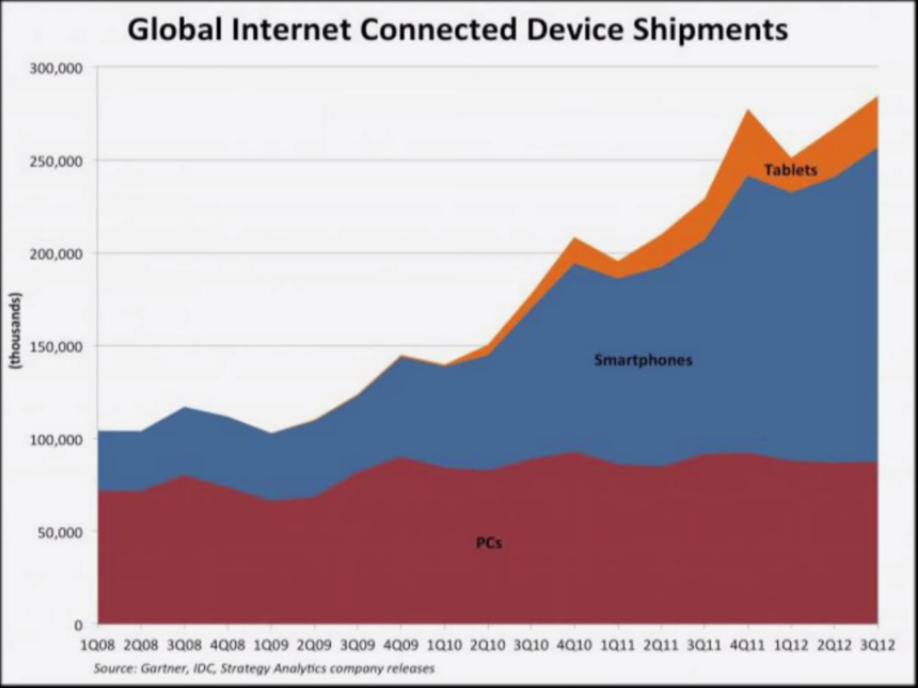 Global Internet Connected Device Shipments
300,000
250,000
200,000
150,000
100,000
50,000
0
(thousands)
Tablets
Smartphones
PCs
1Q08 2Q08 3Q08 4Q08 1Q09 2Q09 3Q09 4Q09 1Q10 2Q10 3Q10 4Q10 1Q11 2Q11 3Q11 4Q11 1Q12 2Q12 3Q12
Source: Gartner, IDC, Strategy Analytics company releases